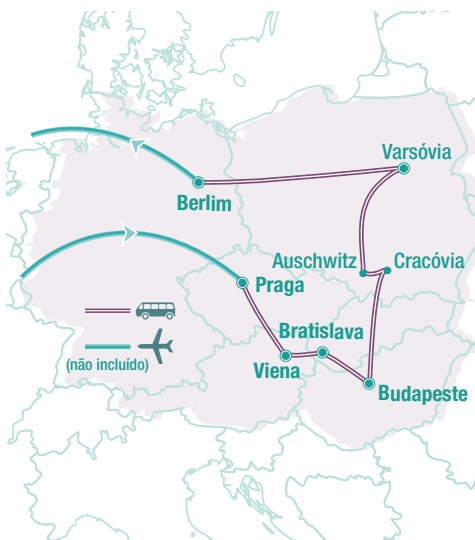 Varsóvia
Berlim
Auschwitz
Cracóvia
Praga
Bratislava
(não incluído)
Viena
Budapeste